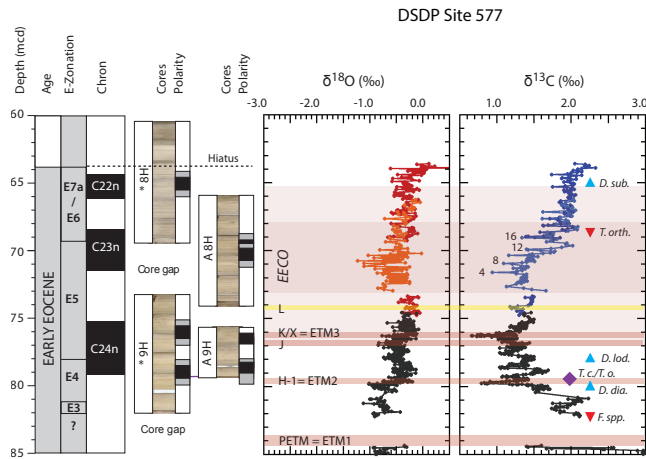 DSDP Site 577
Depth (mcd)
Age
E-Zonation
Chron
Cores
Polarity
Cores
Polarity
δ18O (‰)
δ13C (‰)
-3.0 -2.0 -1.0 0.0
1.0 2.0 3.0
60
65
70
75
80
85
EARLY EOCENE
E7a
/
E6
E5
E4
E3
?
C22n
C23n
C24n
* 8H
Core gap
* 9H
Core gap
A 8H
A 9H
Hiatus
EECO
L
K/X = ETM3
J
H-1= ETM2
PETM = ETM1
16
12
8
4
D. sub.
T. orth.
D. lod.
T. c./T. o.
D. dia.
F. spp.